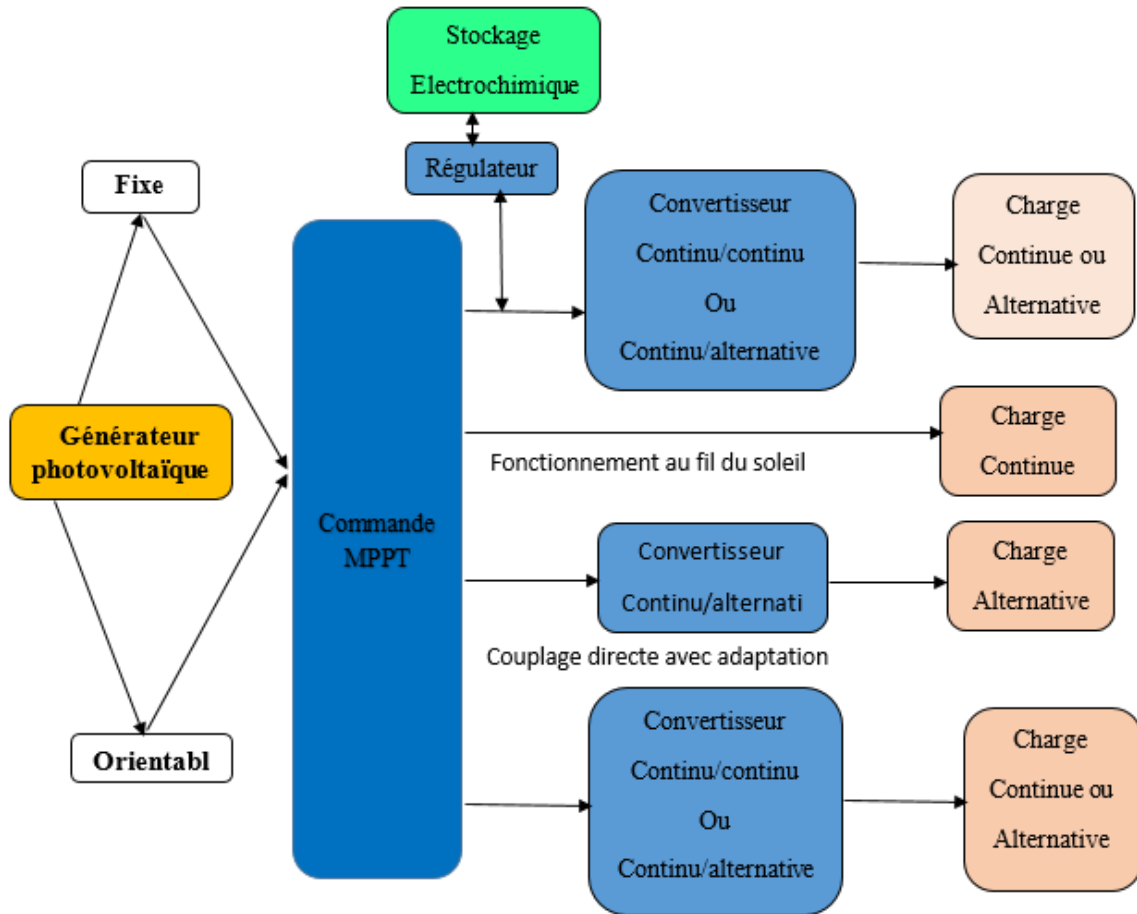 Stockage
Electrochimique
Régulateur
Fixe
Convertisseur
Continu/continu
Ou
Continu/alternative
Charge
Continue ou
Alternative
Générateur
photovoltaïque
Commande
MPPT
Fonctionnement au fil du soleil
Charge
Continue
Convertisseur
Continu/alternati
Charge
Alternative
Couplage directe avec adaptation
Orientabl
Convertisseur
Continu/continu
Ou
Continu/alternative
Charge
Continue ou
Alternative